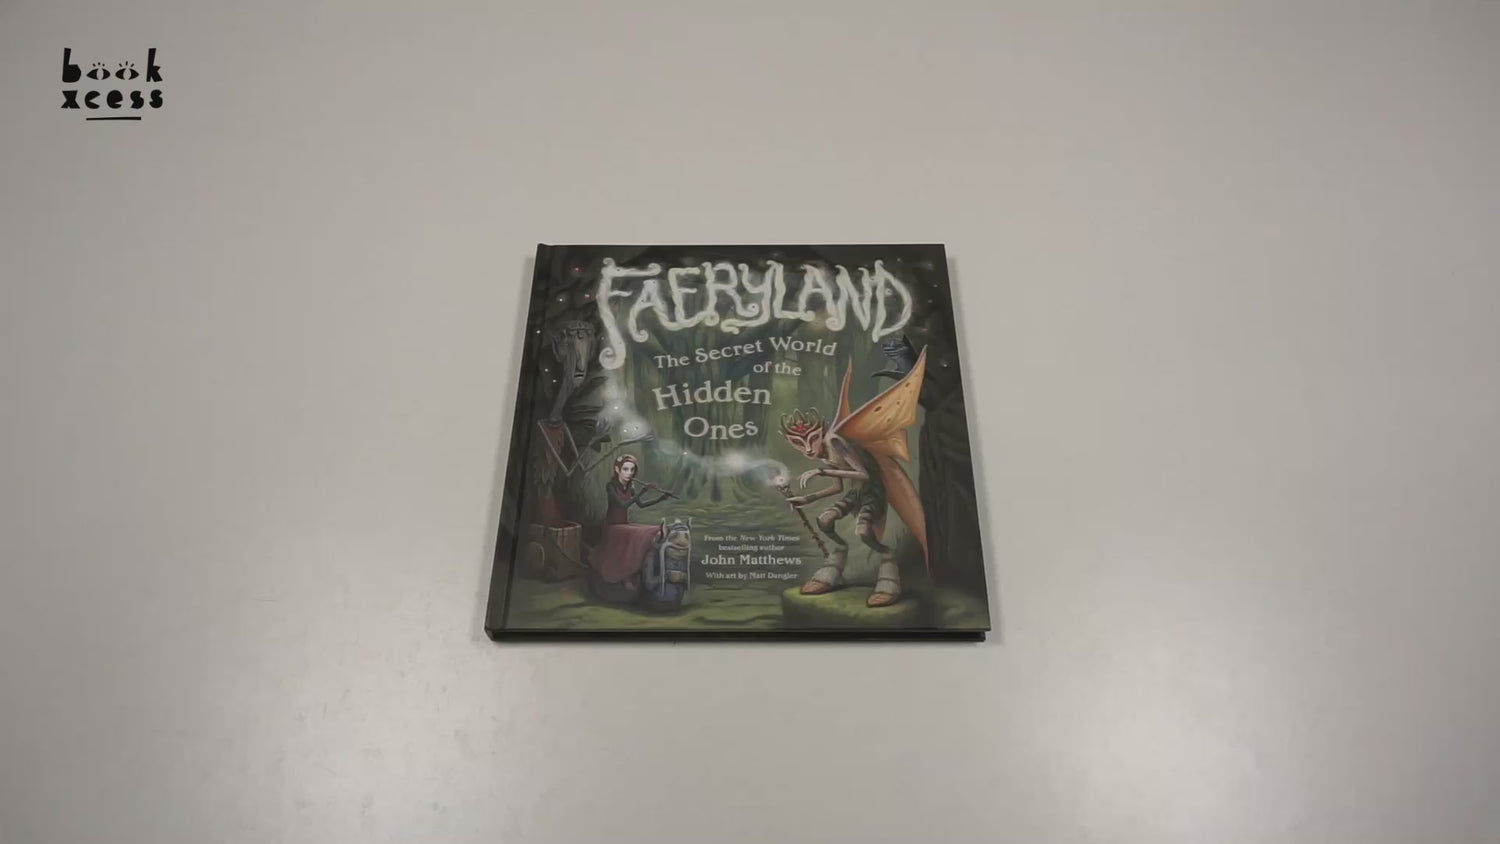 book
xcess
FAERYLAND
The Secret World
of the
Hidden
Ones
From the New York Times
bestselling author
John Matthews
With art by Matt Dangler